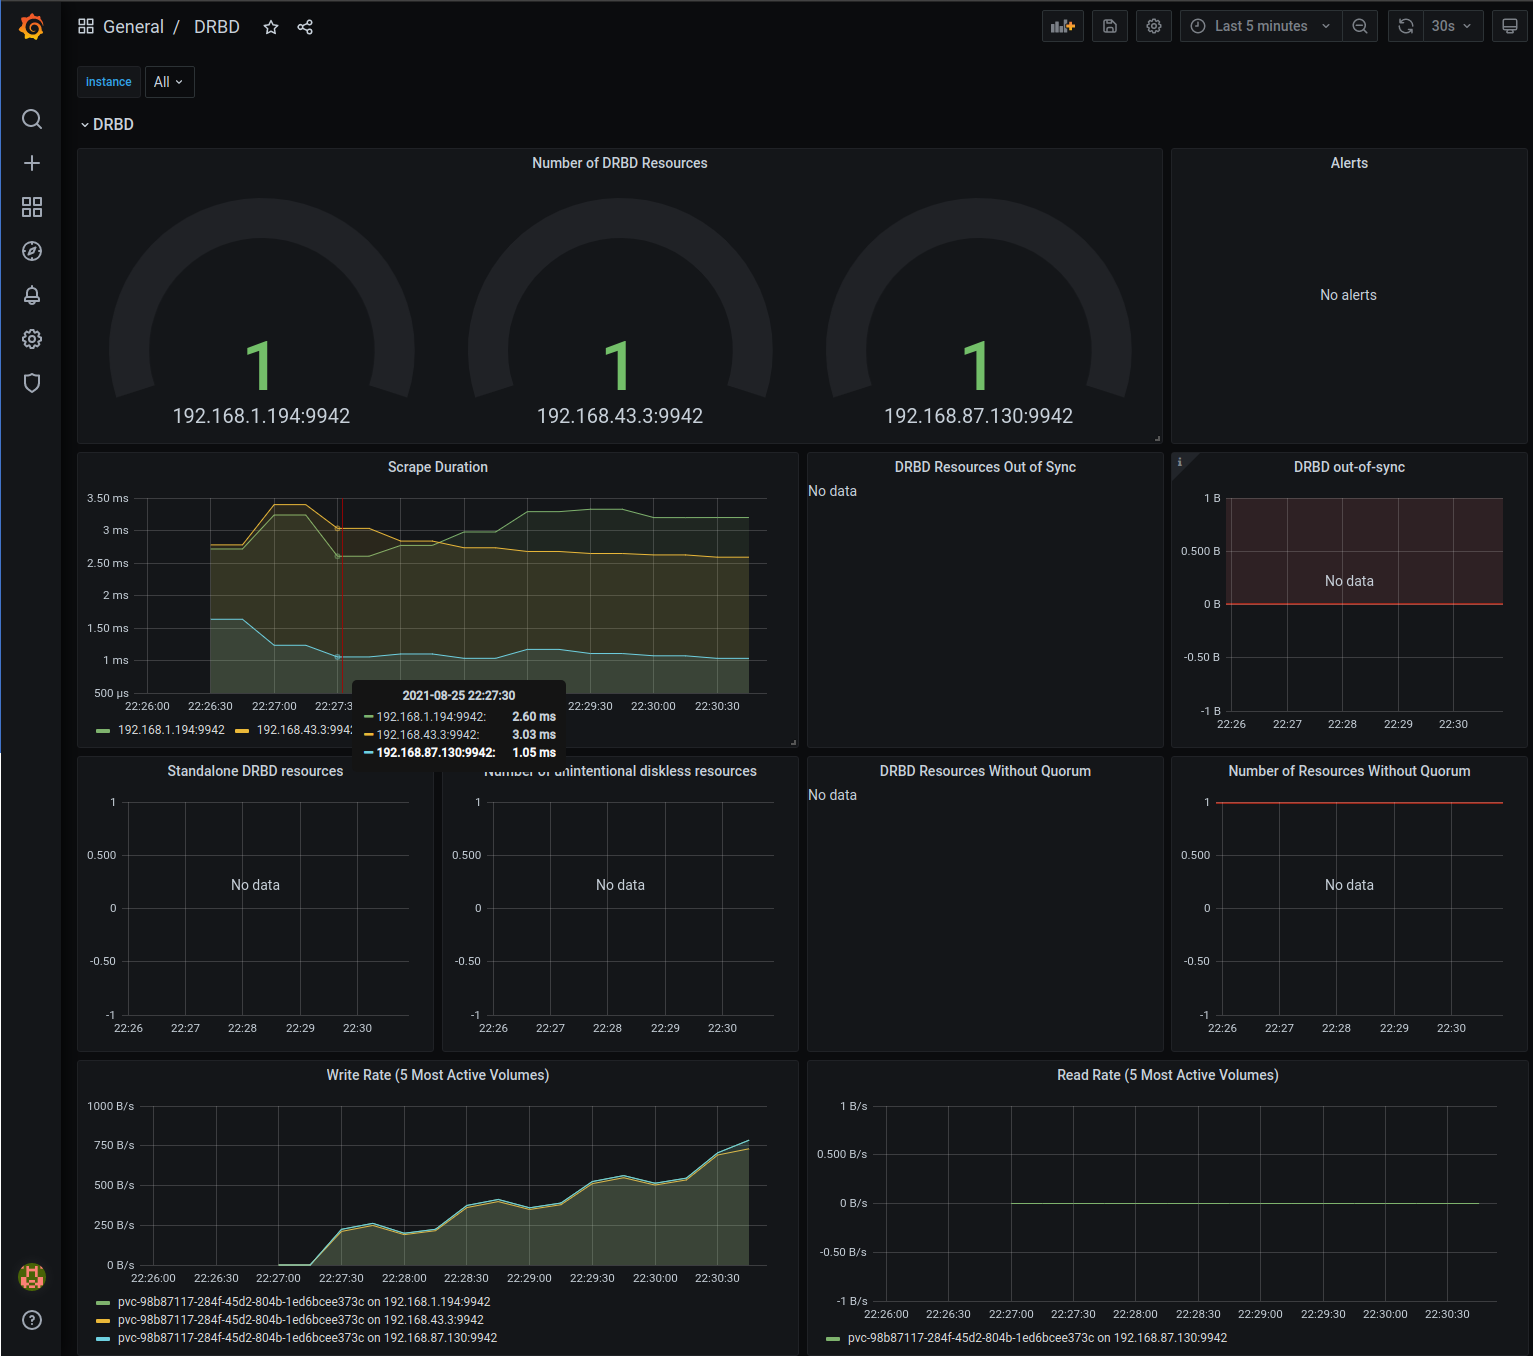 General / DRBD
Last 5 minutes
30s
instance
All
DRBD
Number of DRBD Resources
1
192.168.1.194:9942
1
192.168.43.3:9942
1
192.168.87.130:9942
Alerts
No alerts
Scrape Duration
3.50 ms
3 ms
2.50 ms
2 ms
1.50 ms
1 ms
500 µs
22:26:00 22:26:30 22:27:00 22:27:3 22:29:30 22:30:00 22:30:30
192.168.1.194:9942 192.168.43.3:994
2021-08-25 22:27:30
192.168.1.194:9942: 2.60 ms
192.168.43.3:9942: 3.03 ms
192.168.87.130:9942: 1.05 ms
DRBD Resources Out of Sync
No data
i
DRBD out-of-sync
1 B
0.500 B
0 B
-0.50 B
-1 B
No data
22:26 22:27 22:28 22:29 22:30
Standalone DRBD resources
1
0.500
0
-0.50
-1
No data
22:26 22:27 22:28 22:29 22:30
Number of unintentional diskless resources
1
0.500
0
-0.50
-1
No data
22:26 22:27 22:28 22:29 22:30
DRBD Resources Without Quorum
No data
Number of Resources Without Quorum
1
0.500
0
-0.50
-1
No data
22:26 22:27 22:28 22:29 22:30
Write Rate (5 Most Active Volumes)
1000 B/s
750 B/s
500 B/s
250 B/s
0 B/s
22:26:00 22:26:30 22:27:00 22:27:30 22:28:00 22:28:30 22:29:00 22:29:30 22:30:00 22:30:30
pvc-98b87117-284f-45d2-804b-1ed6bcee373c on 192.168.1.194:9942
pvc-98b87117-284f-45d2-804b-1ed6bcee373c on 192.168.43.3:9942
pvc-98b87117-284f-45d2-804b-1ed6bcee373c on 192.168.87.130:9942
Read Rate (5 Most Active Volumes)
1 B/s
0.500 B/s
0 B/s
-0.50 B/s
-1 B/s
22:26:00 22:26:30 22:27:00 22:27:30 22:28:00 22:28:30 22:29:00 22:29:30 22:30:00 22:30:30
pvc-98b87117-284f-45d2-804b-1ed6bcee373c on 192.168.87.130:9942